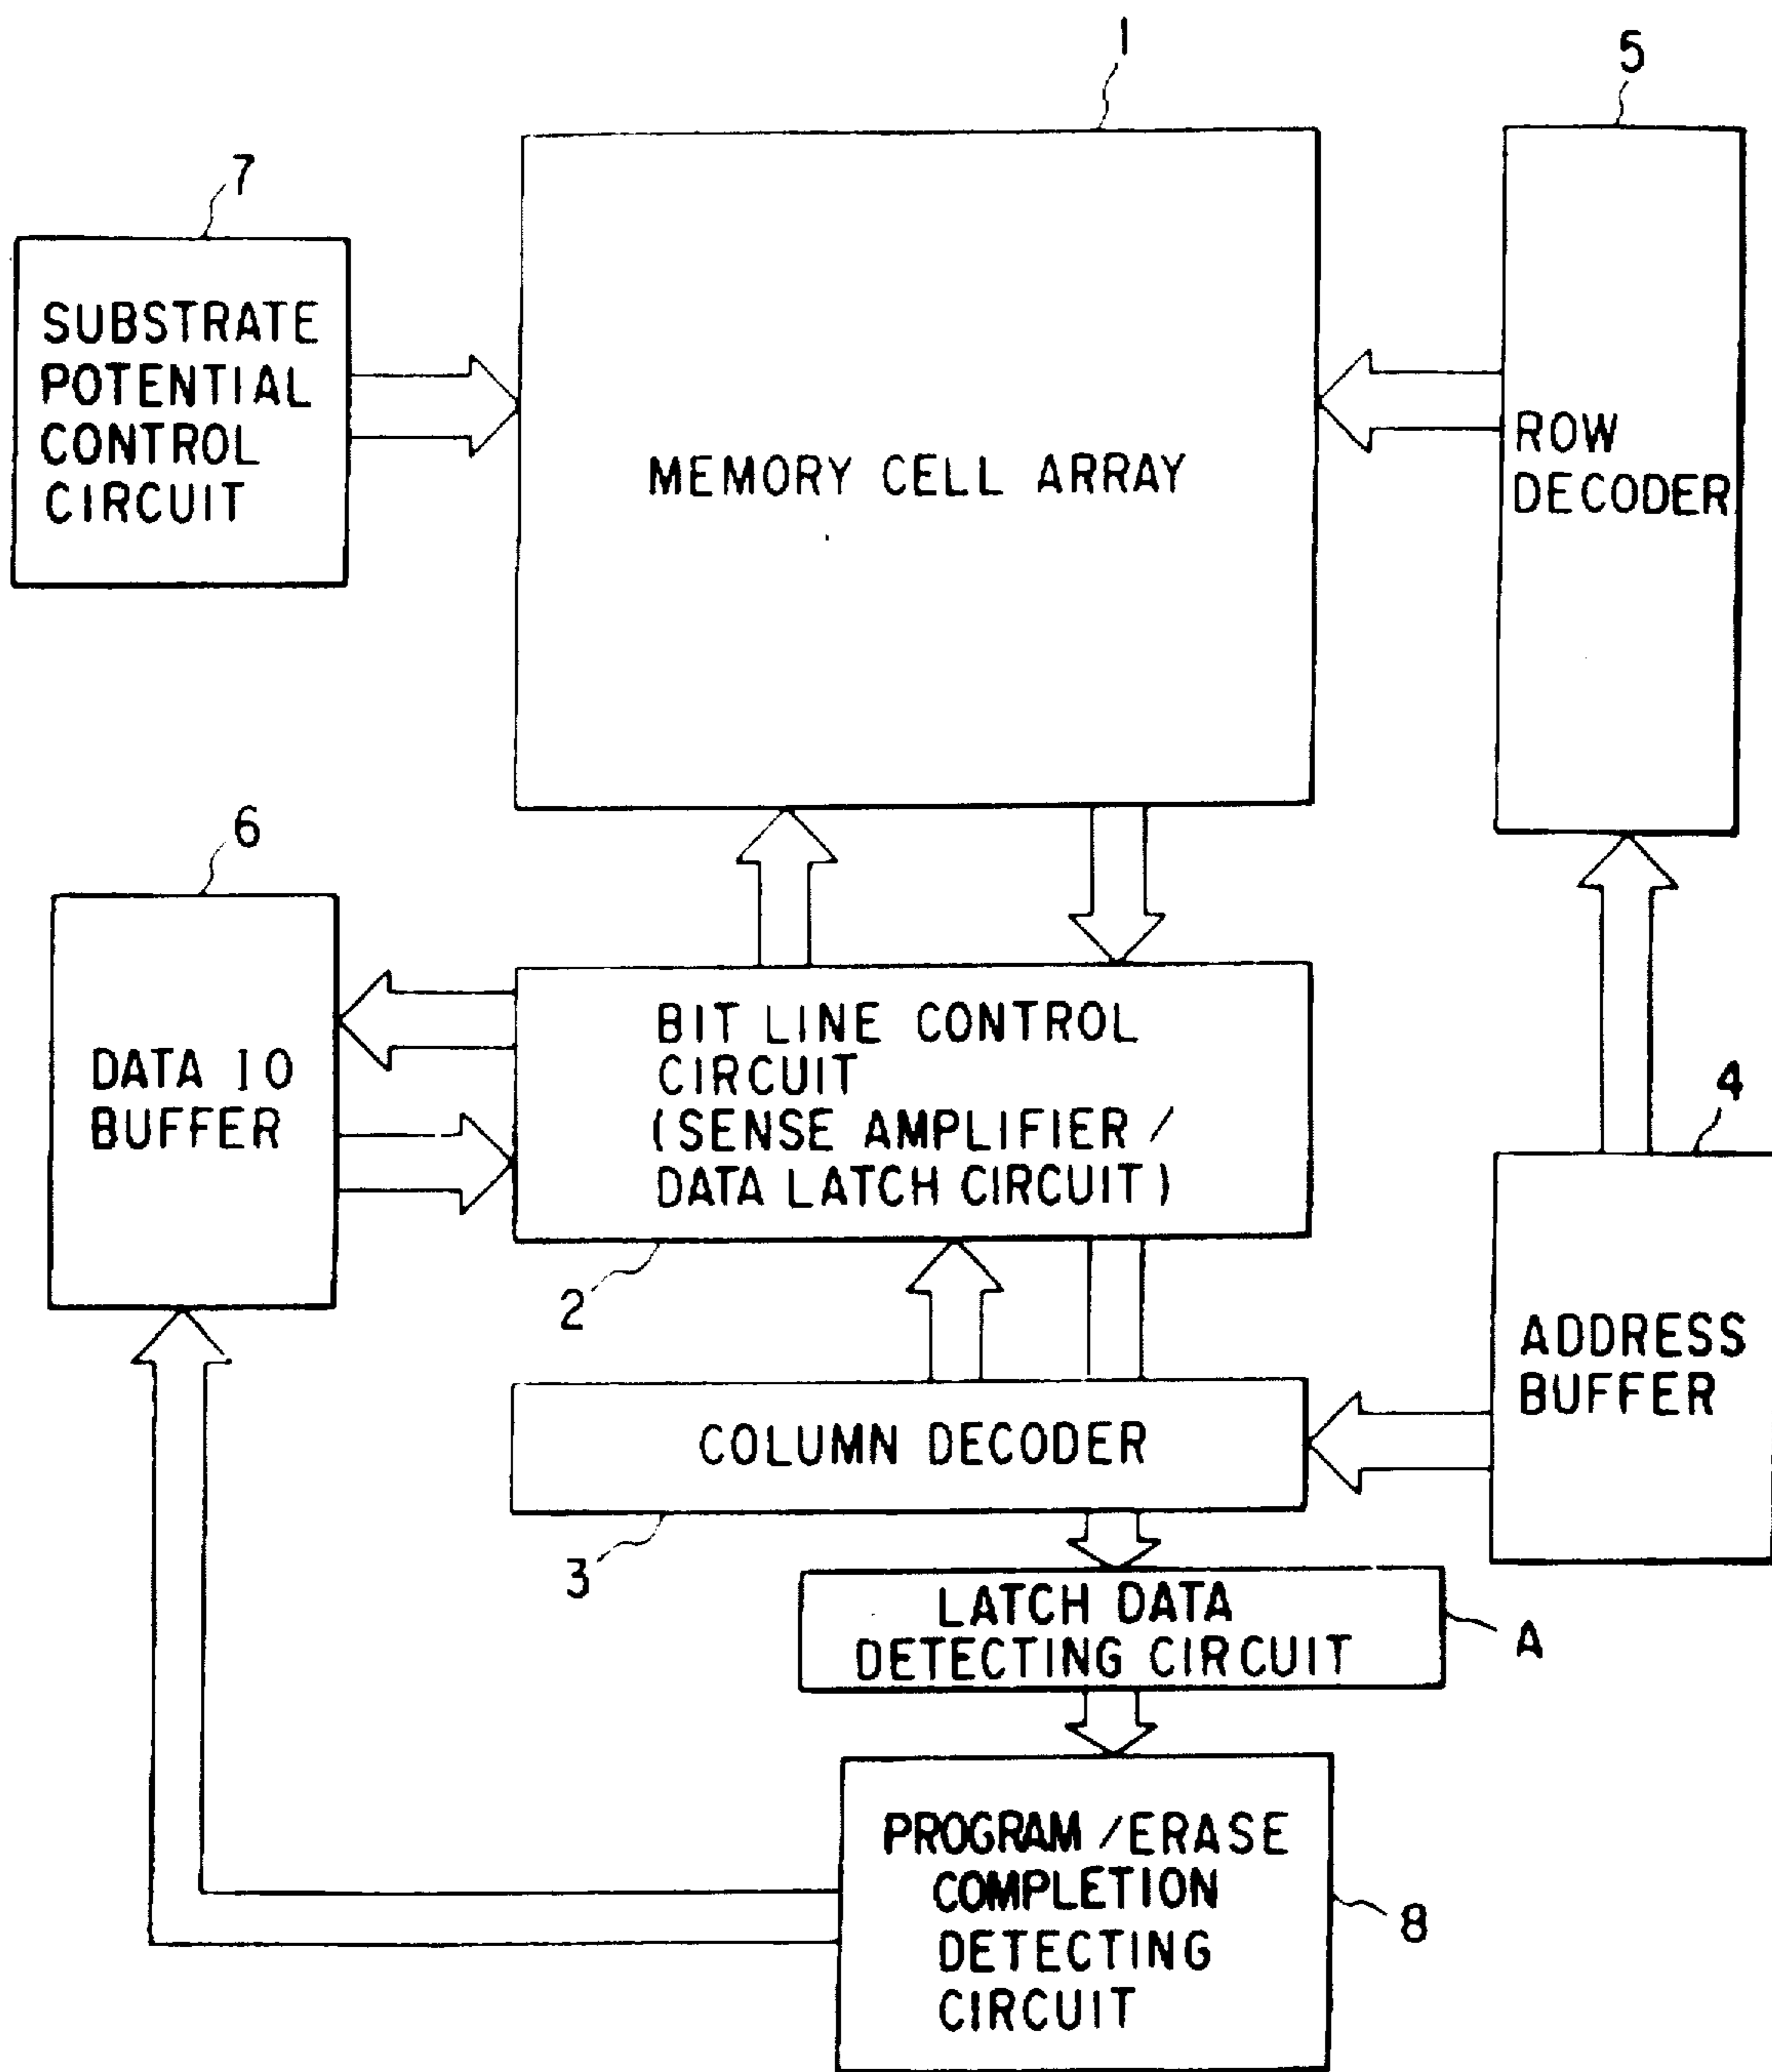 1
5
7
SUBSTRATE
POTENTIAL
CONTROL
CIRCUIT
MEMORY CELL ARRAY
ROW
DECODER
6
DATA IO
BUFFER
BIT LINE CONTROL
CIRCUIT
(SENSE AMPLIFIER /
DATA LATCH CIRCUIT)
2
4
ADDRESS
BUFFER
COLUMN DECODER
3
LATCH DATA
DETECTING CIRCUIT
A
PROGRAM /ERASE
COMPLETION
DETECTING
CIRCUIT
8